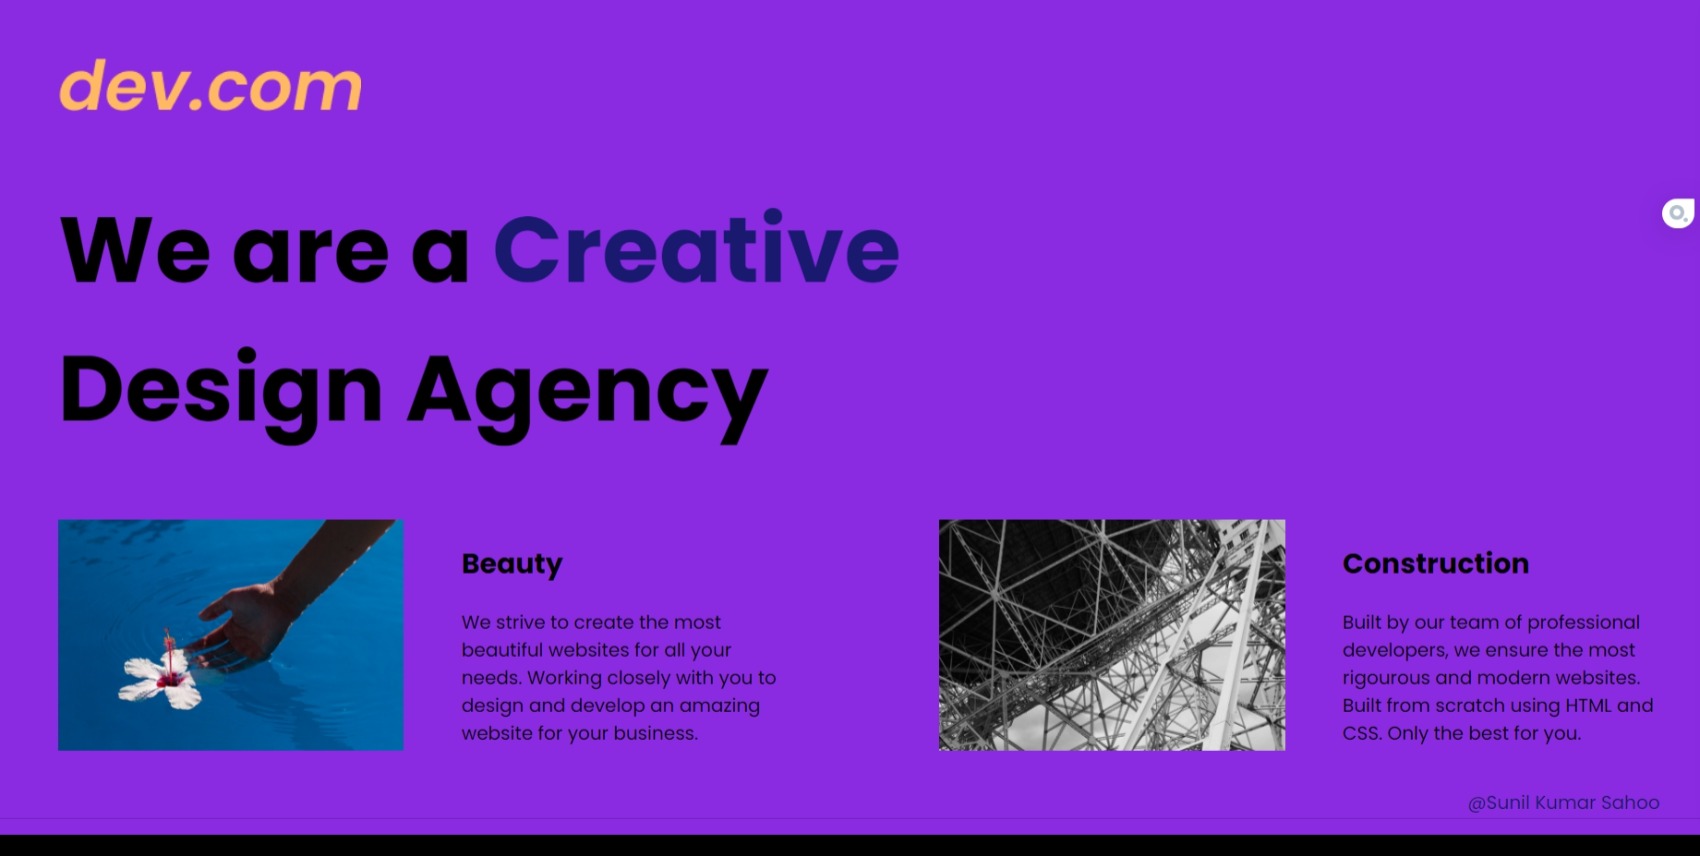 dev.com
We are a Creative
Design Agency
Beauty
We strive to create the most
beautiful websites for all your
needs. Working closely with you to
design and develop an amazing
website for your business.
Construction
Built by our team of professional
developers, we ensure the most
rigourous and modern websites.
Built from scratch using HTML and
CSS. Only the best for you.
@Sunil Kumar Sahoo